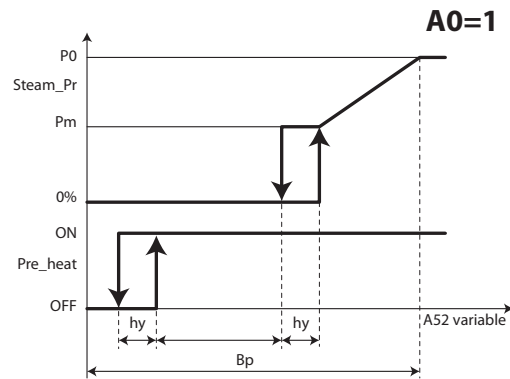 A0=1
P0
Steam_Pr
Pm
0%
ON
Pre_heat
OFF
hy
hy
A52 variable
Bp